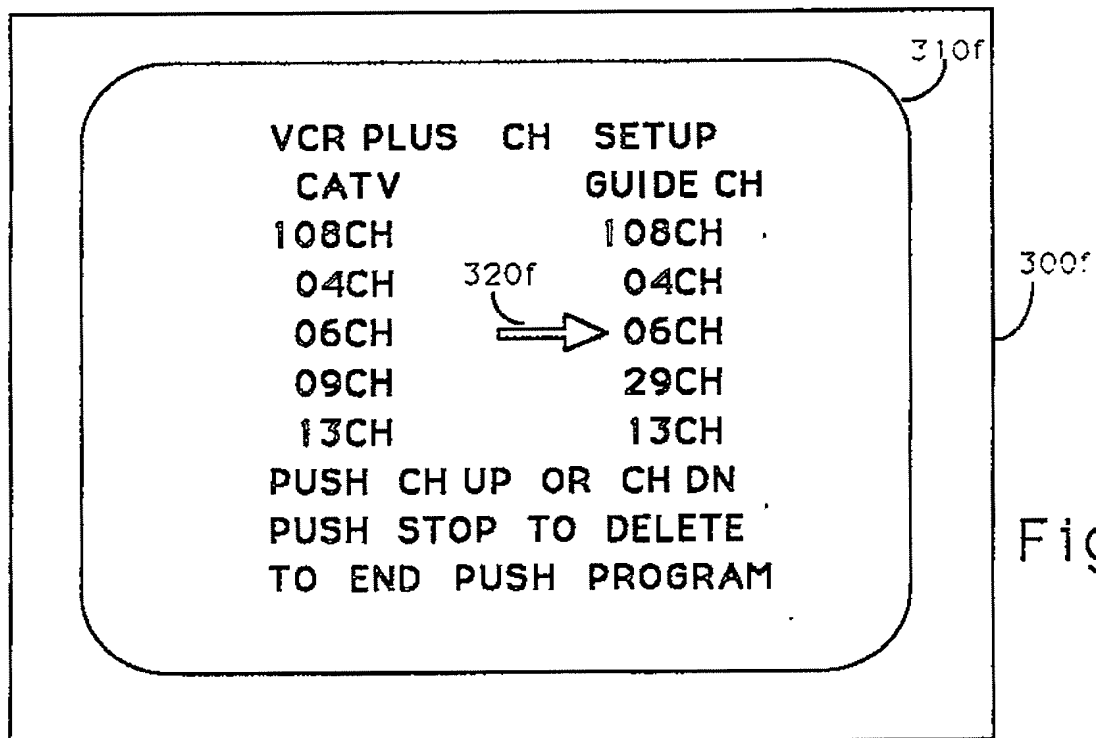 310f
VCR PLUS CH SETUP
CATV GUIDE CH
108CH 108CH
04CH 320f 04CH
300f
06CH 06CH
09CH 29CH
13CH 13CH
PUSH CH UP OR CH DN
PUSH STOP TO DELETE
TO END PUSH PROGRAM
Fig